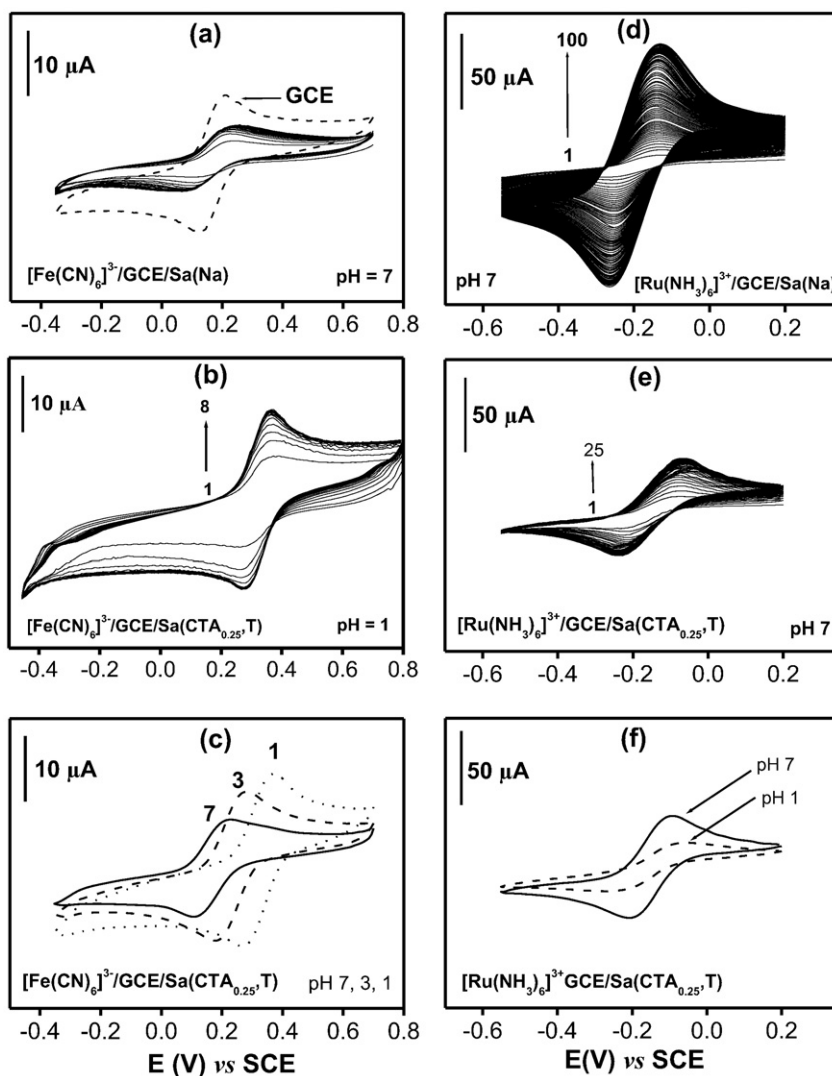 (a)
10 μA
GCE
[Fe(CN)₆]³⁻/GCE/Sa(Na) pH = 7
-0.4 -0.2 0.0 0.2 0.4 0.6 0.8
(b)
10 μA
8
1
[Fe(CN)₆]³⁻/GCE/Sa(CTA₀.₂₅,T) pH = 1
-0.4 -0.2 0.0 0.2 0.4 0.6 0.8
(c)
10 μA
1
3
7
[Fe(CN)₆]³⁻/GCE/Sa(CTA₀.₂₅,T) pH 7, 3, 1
-0.4 -0.2 0.0 0.2 0.4 0.6 0.8
E (V) vs SCE
(d)
100
50 μA
1
pH 7 [Ru(NH₃)₆]³⁺/GCE/Sa(Na)
-0.6 -0.4 -0.2 0.0 0.2
(e)
50 μA
25
1
[Ru(NH₃)₆]³⁺/GCE/Sa(CTA₀.₂₅,T) pH 7
-0.6 -0.4 -0.2 0.0 0.2
(f)
50 μA
pH 7
pH 1
[Ru(NH₃)₆]³⁺GCE/Sa(CTA₀.₂₅,T)
-0.6 -0.4 -0.2 0.0 0.2
E(V) vs SCE